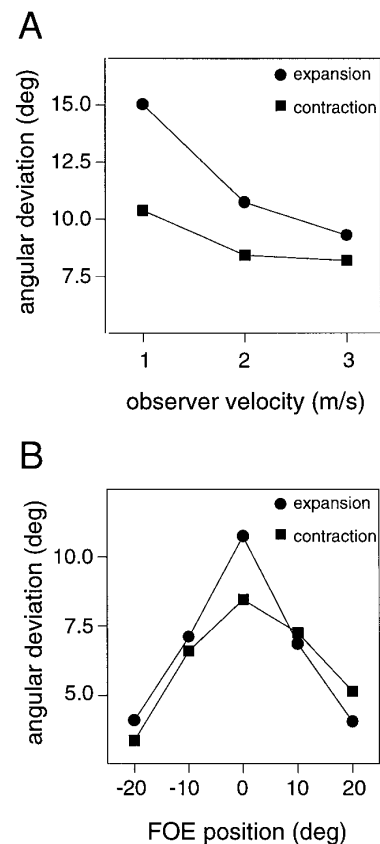 A
angular deviation (deg)
15.0
12.5
10.0
7.5
expansion
contraction
1 2 3
observer velocity (m/s)
B
angular deviation (deg)
10.0
7.5
5.0
expansion
contraction
-20 -10 0 10 20
FOE position (deg)